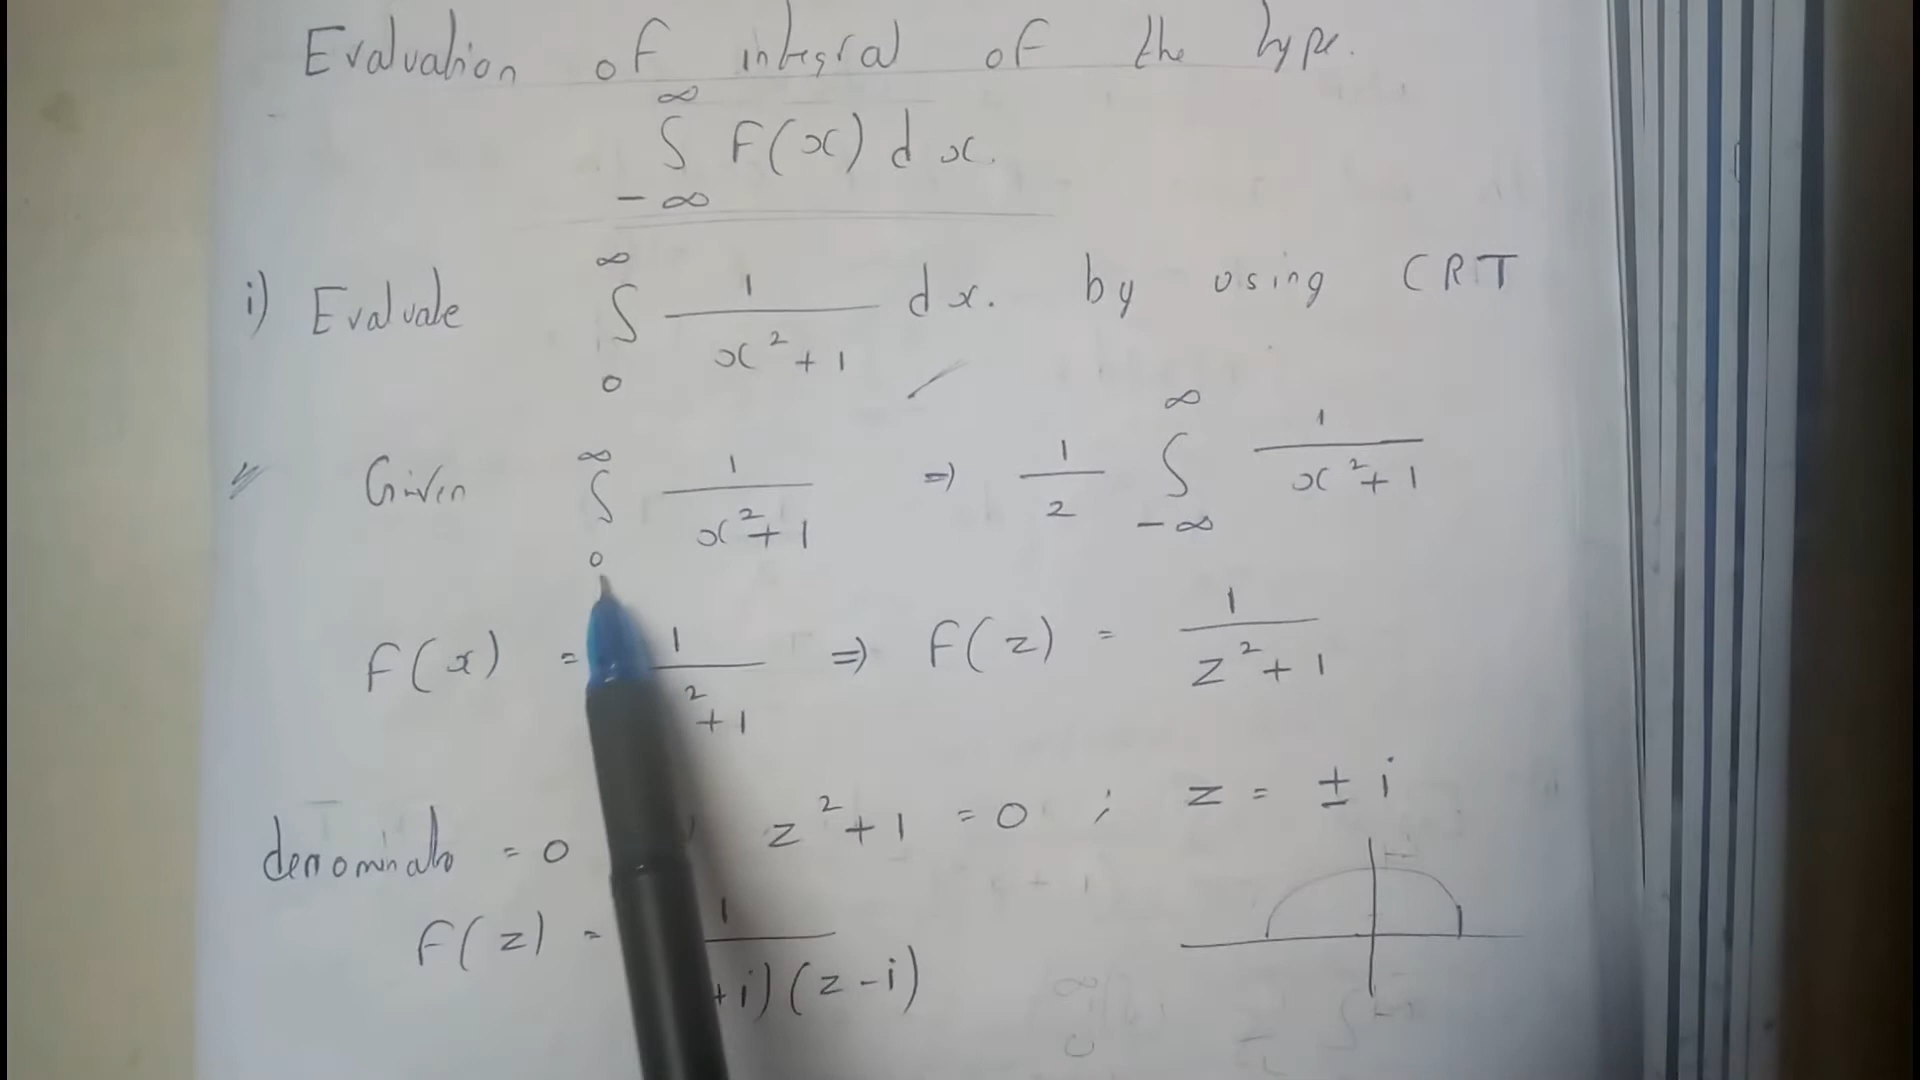 Evaluation of integral of the type.
∞
∫ F(x) dx.
-∞
i) Evaluate ∫₀^∞ 1/(x²+1) dx. by using CRT
Given ∫₀^∞ 1/(x²+1) ⇒ 1/2 ∫₋∞^∞ 1/(x²+1)
F(x) = 1/ ²+1 ⇒ F(z) = 1/(z²+1)
= 0 z²+1 = 0 ; z = ± i
F(z) = 1/ +i)(z-i)